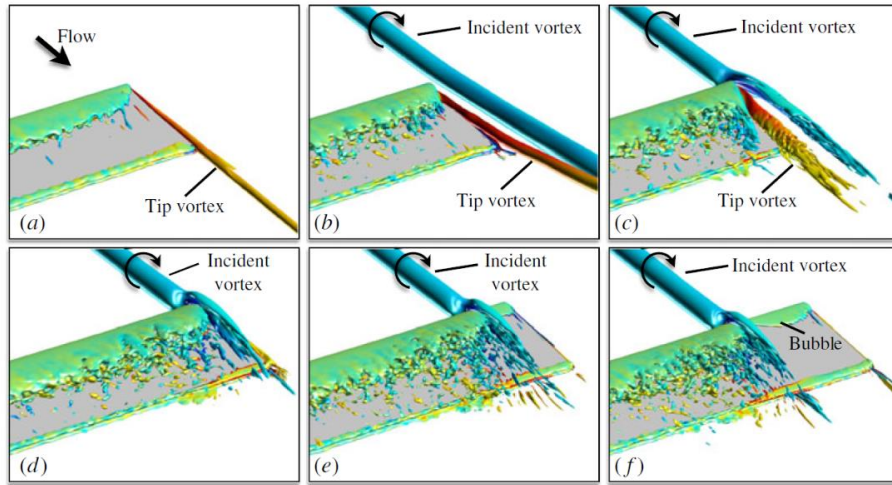 Flow
Tip vortex
(a)
Incident vortex
Tip vortex
(b)
Incident vortex
Tip vortex
(c)
Incident
vortex
(d)
Incident
vortex
(e)
Incident vortex
Bubble
(f)